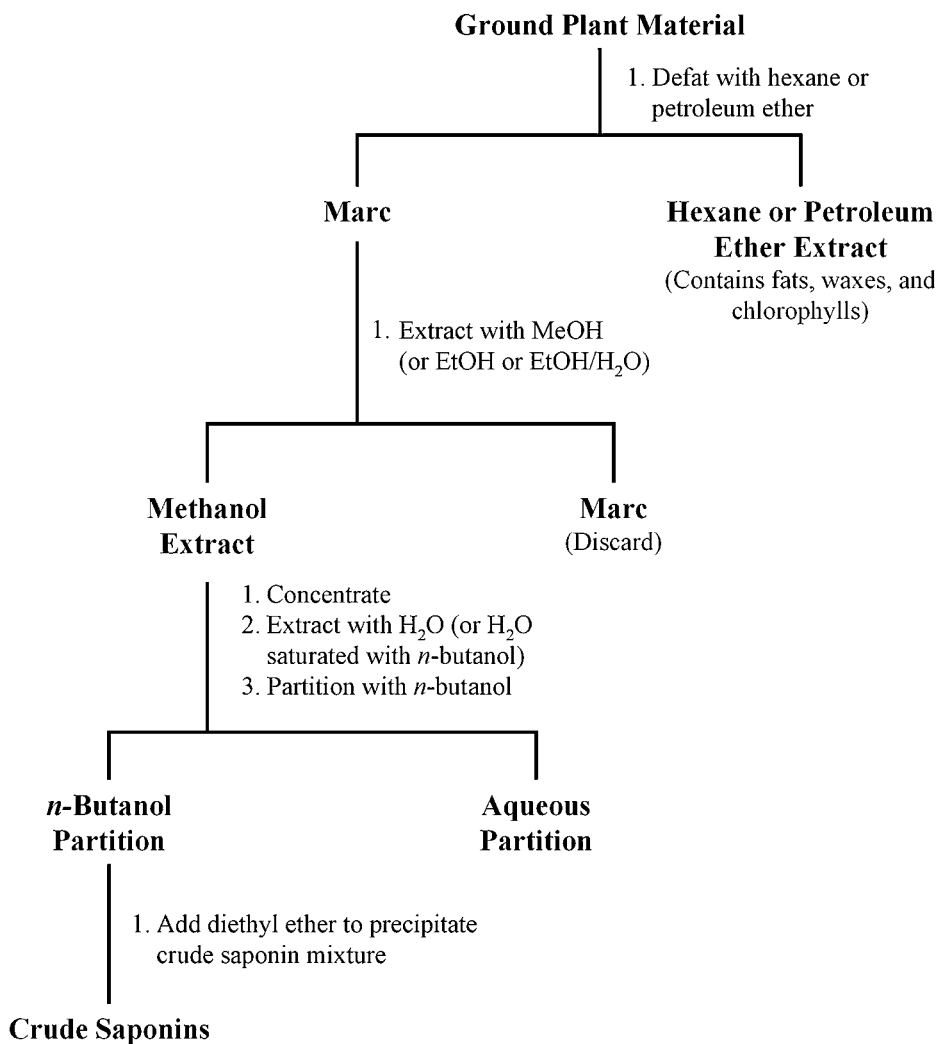 Ground Plant Material
1. Defat with hexane or
petroleum ether
Marc
Hexane or Petroleum
Ether Extract
(Contains fats, waxes, and
chlorophylls)
1. Extract with MeOH
(or EtOH or EtOH/H₂O)
Methanol
Extract
Marc
(Discard)
1. Concentrate
2. Extract with H₂O (or H₂O
saturated with n-butanol)
3. Partition with n-butanol
n-Butanol
Partition
Aqueous
Partition
1. Add diethyl ether to precipitate
crude saponin mixture
Crude Saponins